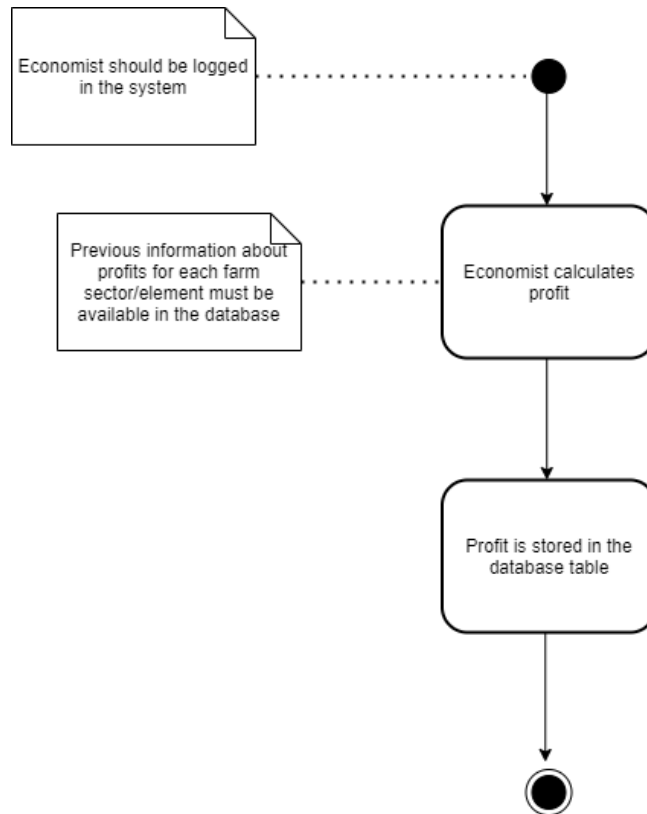 Economist should be logged
in the system
Previous information about
profits for each farm
sector/element must be
available in the database
Economist calculates
profit
Profit is stored in the
database table